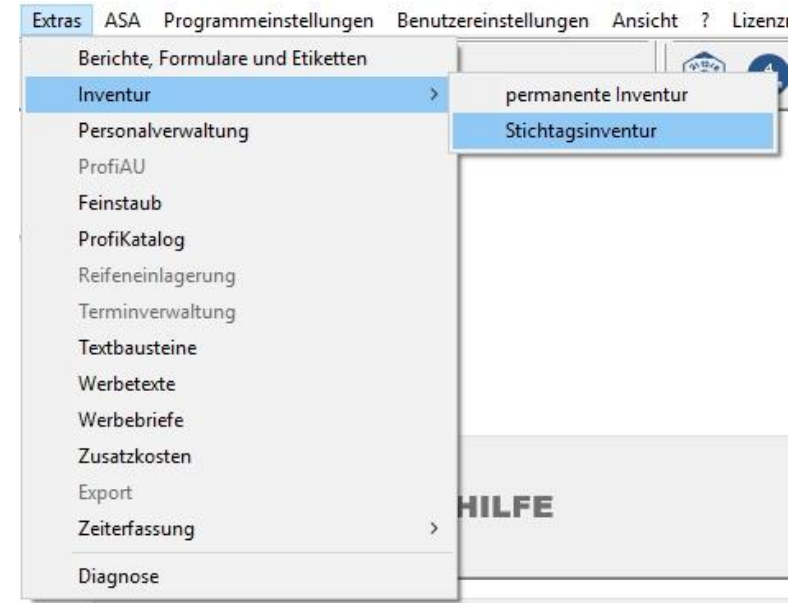 Extras ASA Programmeinstellungen Benutzereinstellungen Ansicht ? Lizenz
Berichte, Formulare und Etiketten
Inventur > permanente Inventur
Personalverwaltung Stichtagsinventur
ProfiAU
Feinstaub
ProfiKatalog
Reifeneinlagerung
Terminverwaltung
Textbausteine
Werbetexte
Werbebriefe
Zusatzkosten
Export
HILFE
Zeiterfassung >
Diagnose